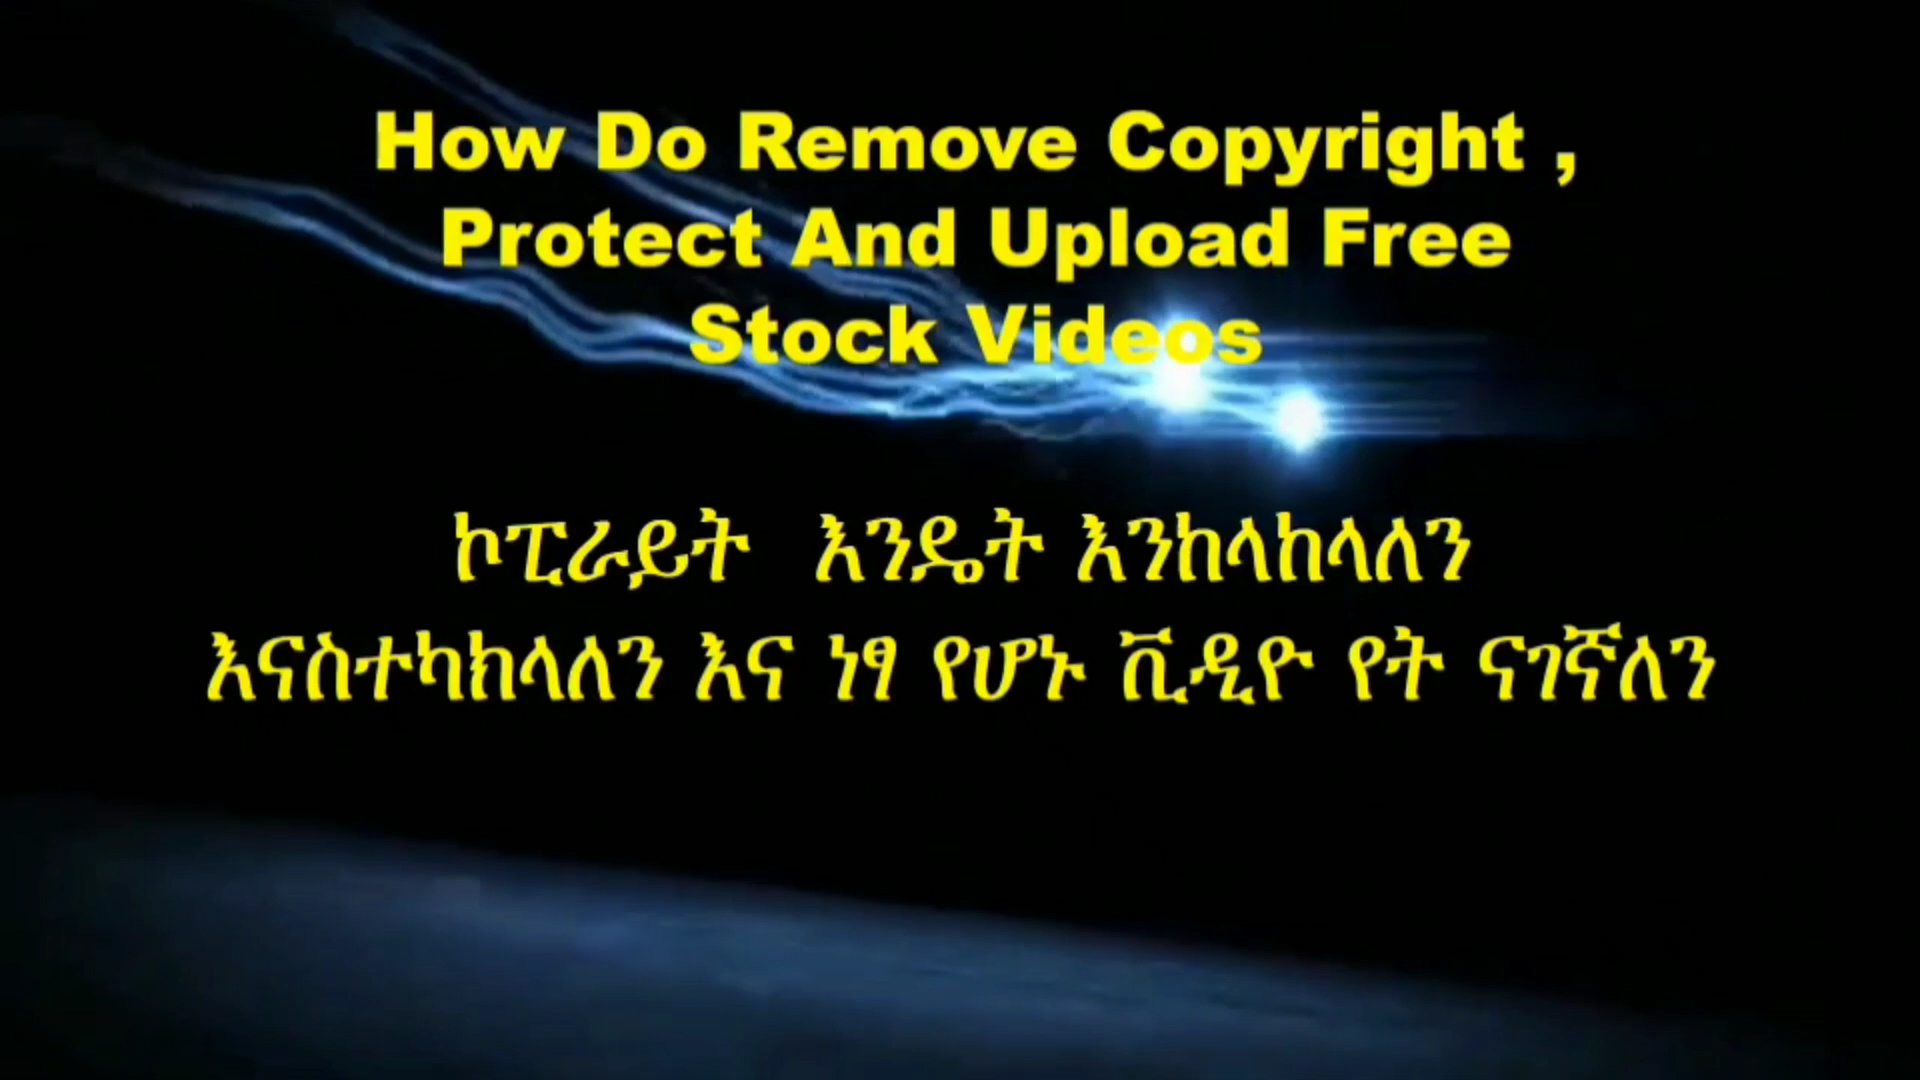 How Do Remove Copyright ,
Protect And Upload Free
Stock Videos
ኮፒራይት እንዴት እንከላከላለን
እናስተካክላለን እና ነፃ የሆኑ ቪዲዮ የት ናገኛለን